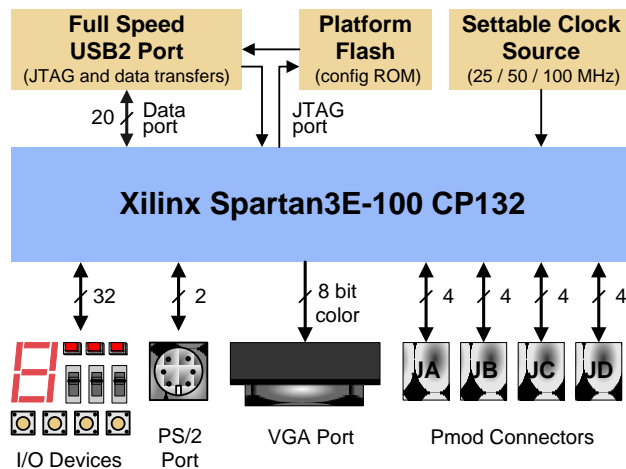 Full Speed
USB2 Port
(JTAG and data transfers)
Platform
Flash
(config ROM)
Settable Clock
Source
(25 / 50 / 100 MHz)
20
Data
port
JTAG
port
Xilinx Spartan3E-100 CP132
32
2
8 bit
color
4
4
4
4
JA
JB
JC
JD
I/O Devices
PS/2
Port
VGA Port
Pmod Connectors